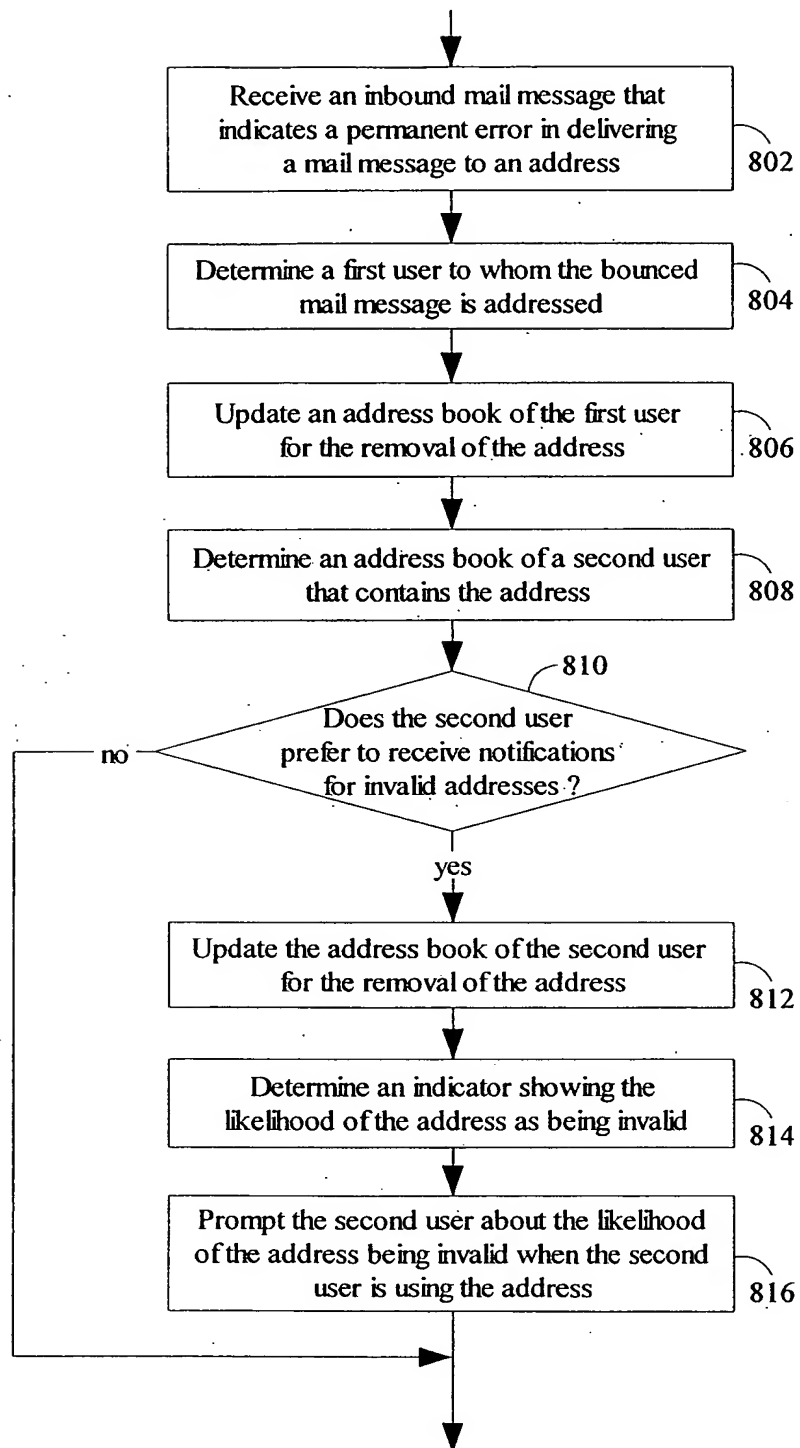 Receive an inbound mail message that
indicates a permanent error in delivering
a mail message to an address
802
Determine a first user to whom the bounced
mail message is addressed
804
Update an address book of the first user
for the removal of the address
806
Determine an address book of a second user
that contains the address
808
810
Does the second user
prefer to receive notifications
for invalid addresses ?
no
yes
Update the address book of the second user
for the removal of the address
812
Determine an indicator showing the
likelihood of the address as being invalid
814
Prompt the second user about the likelihood
of the address being invalid when the second
user is using the address
816